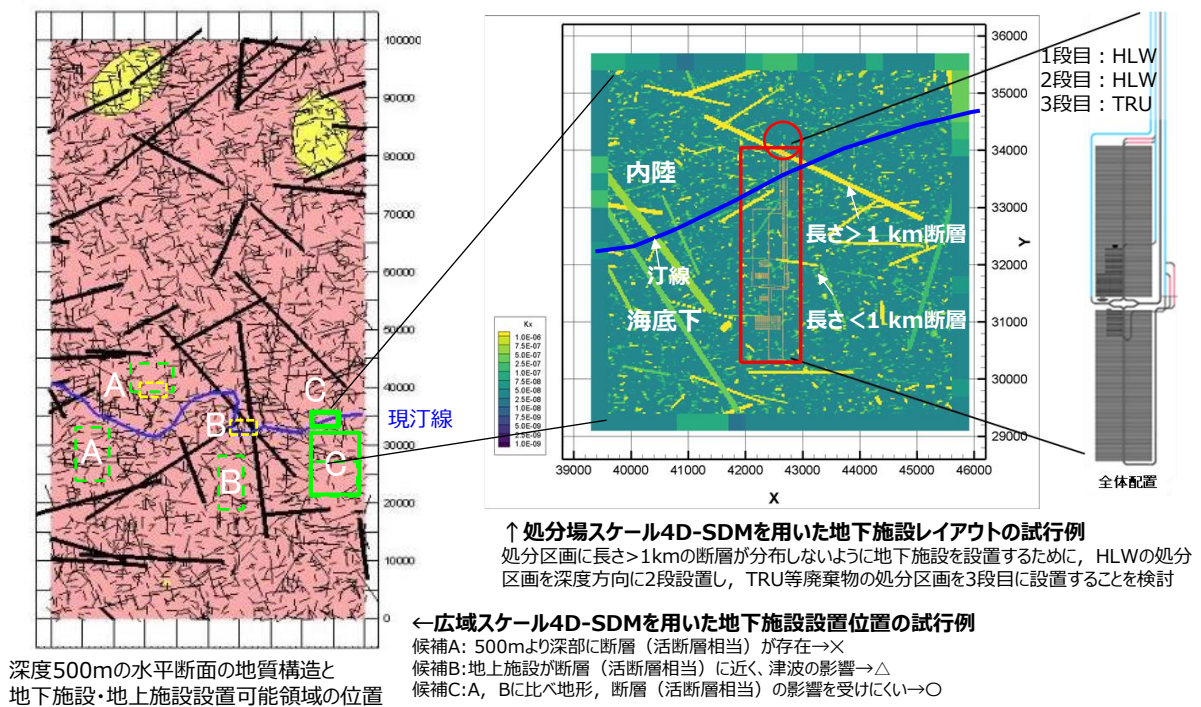 100000
90000
80000
70000
65000
60000
50000
40000
30000
20000
10000
0
A
A
B
B
C
C
現汀線
深度500mの水平断面の地質構造と
地下施設・地上施設設置可能領域の位置
36000
35000
34000
33000
32000
31000
30000
29000
Y
39000 40000 41000 42000 43000 44000 45000 46000
X
内陸
汀線
海底下
長さ> 1 km断層
長さ<1 km断層
Kx
1.0E-06
7.5E-07
5.0E-07
2.5E-07
1.0E-07
7.5E-08
5.0E-08
2.5E-08
1.0E-08
7.5E-09
5.0E-09
2.5E-09
1.0E-09
1段目：HLW
2段目：HLW
3段目：TRU
全体配置
↑処分場スケール4D-SDMを用いた地下施設レイアウトの試行例
処分区画に長さ>1kmの断層が分布しないように地下施設を設置するために，HLWの処分
区画を深度方向に2段設置し，TRU等廃棄物の処分区画を3段目に設置することを検討
←広域スケール4D-SDMを用いた地下施設設置位置の試行例
候補A: 500mより深部に断層（活断層相当）が存在→×
候補B:地上施設が断層（活断層相当）に近く、津波の影響→△
候補C:A，Bに比べ地形，断層（活断層相当）の影響を受けにくい→〇